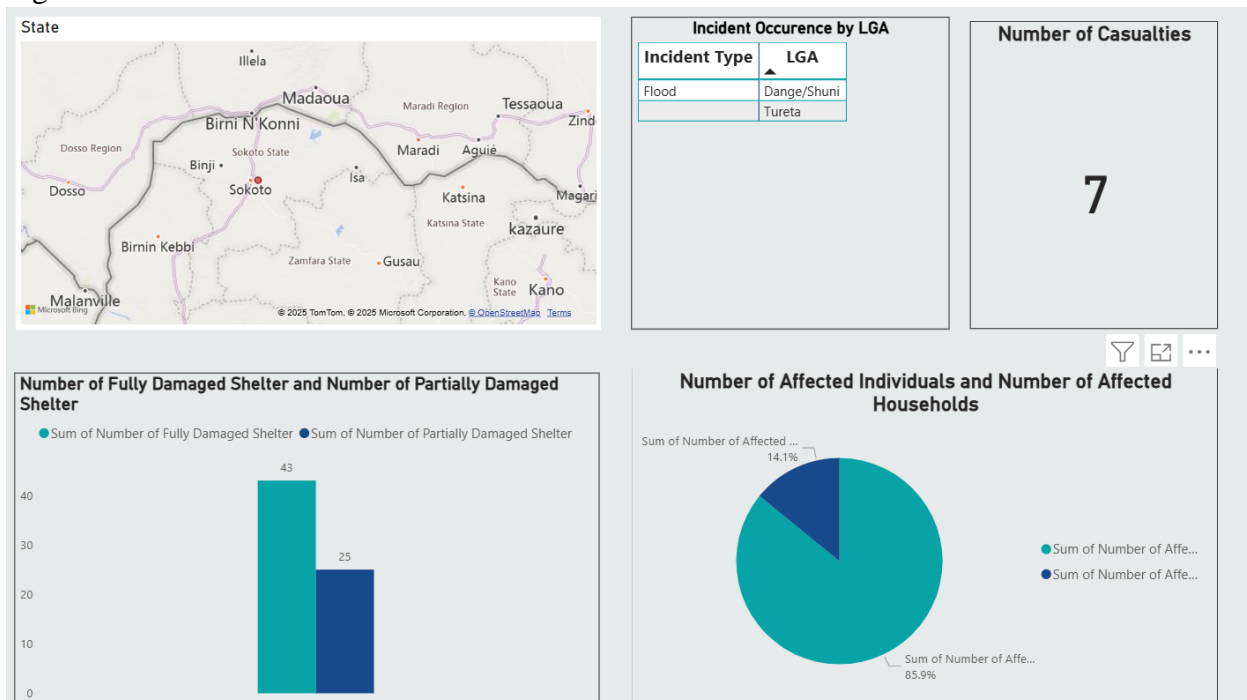 State
Illela
Madaoua
Maradi Region
Tessaoua
Birni N'Konni
Zind
Dosso Region
Sokoto State
Maradi
Aguié
Binji
Isa
Dosso
Sokoto
Katsina
Magari
Katsina State
kazaure
Birnin Kebbi
Zamfara State
Gusau
Kano
State
Kano
Malanville
Microsoft Bing
© 2025 TomTom, © 2025 Microsoft Corporation, © OpenStreetMap Terms
Incident Occurence by LGA
Incident Type LGA
Flood Dange/Shuni
Tureta
Number of Casualties
7
Number of Fully Damaged Shelter and Number of Partially Damaged
Shelter
Sum of Number of Fully Damaged Shelter Sum of Number of Partially Damaged Shelter
43
40
30
25
20
10
0
Number of Affected Individuals and Number of Affected
Households
Sum of Number of Affected ...
14.1%
Sum of Number of Affe...
Sum of Number of Affe...
Sum of Number of Affe...
85.9%